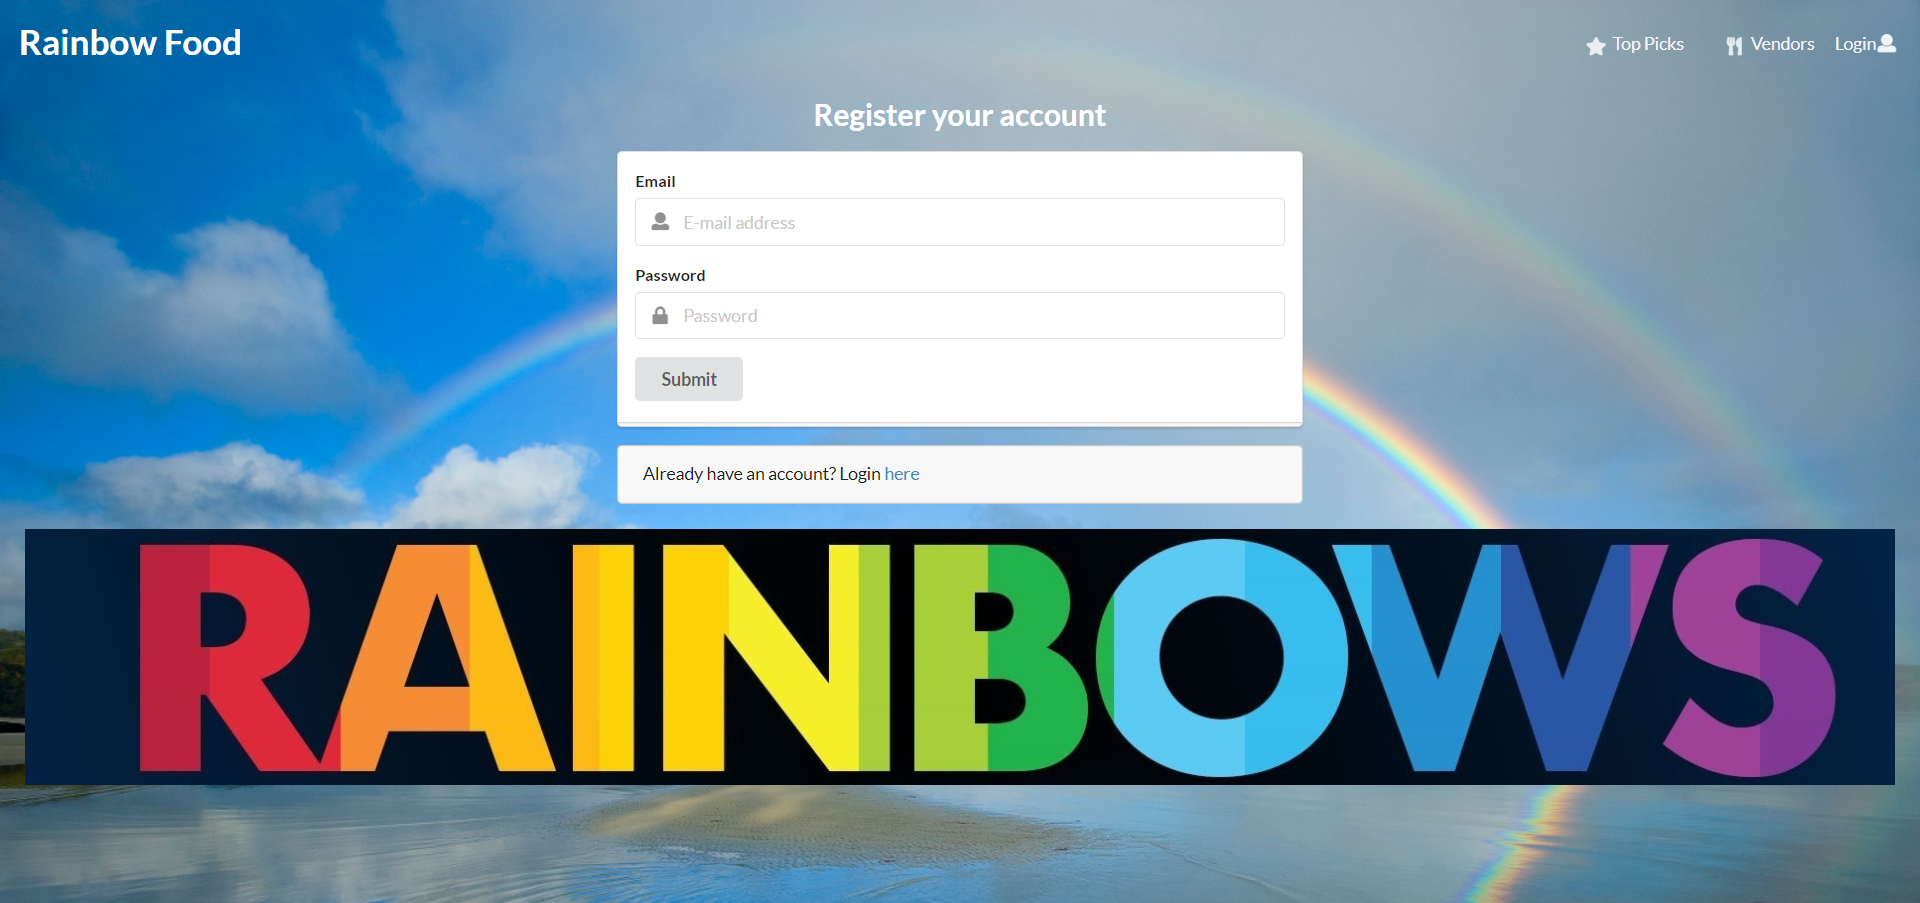 Rainbow Food
Top Picks
Vendors
Login
Register your account
Email
E-mail address
Password
Password
Submit
Already have an account? Login here
RAINBOWS